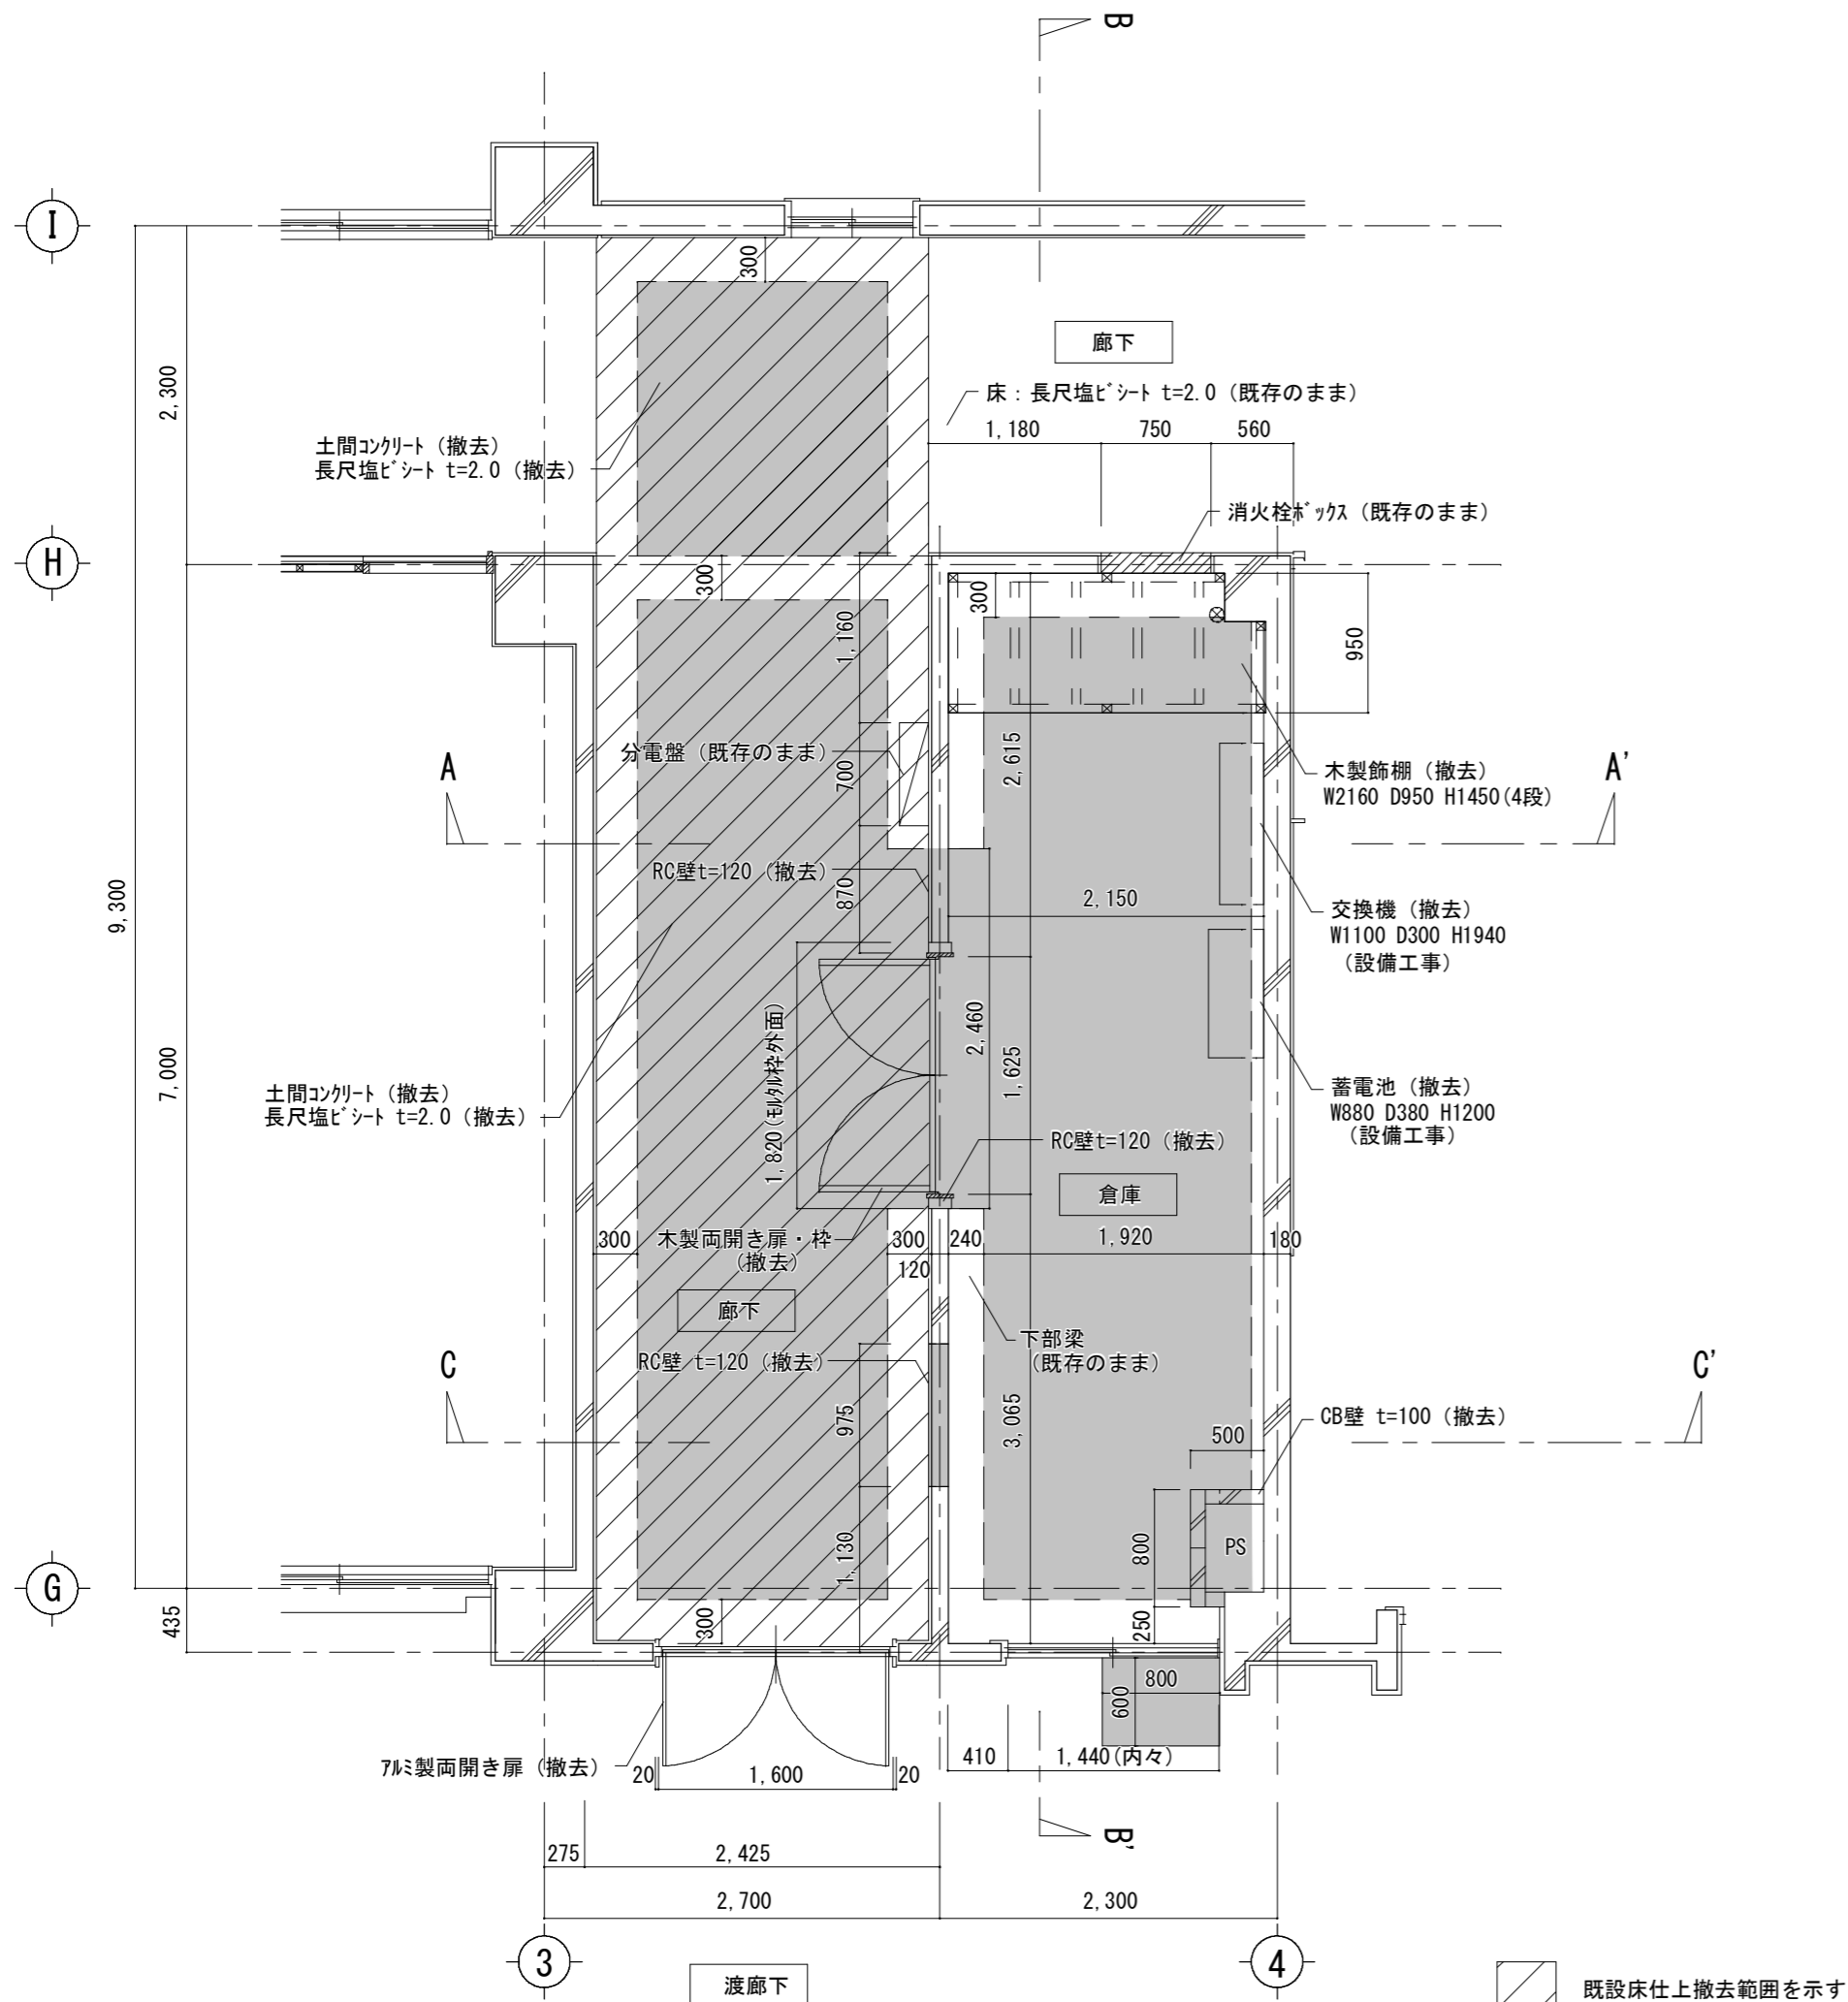 B
I
300
廊下
2,300
床：長尺塩ビシート t=2.0（既存のまま）
1,180
750
560
土間コンクリート（撤去）
長尺塩ビシート t=2.0（撤去）
消火栓ボックス（既存のまま）
H
300
300
1,160
950
分電盤（既存のまま）
700
2,615
A
A'
木製飾棚（撤去）
W2160 D950 H1450(4段)
RC壁t=120（撤去）
870
2,150
9,300
交換機（撤去）
W1100 D300 H1940
（設備工事）
1,820(モルタル枠外面)
2,460
1,625
7,000
土間コンクリート（撤去）
長尺塩ビシート t=2.0（撤去）
蓄電池（撤去）
W880 D380 H1200
（設備工事）
RC壁t=120（撤去）
倉庫
300
木製両開き扉・枠
（撤去）
300
240
1,920
180
120
廊下
下部梁
（既存のまま）
C
C'
RC壁 t=120（撤去）
975
3,065
CB壁 t=100（撤去）
500
1,130
800
PS
G
435
300
250
800
600
アルミ製両開き扉（撤去）
20
1,600
20
410
1,440(内々)
B'
275
2,425
2,700
2,300
3
4
渡廊下
既設床仕上撤去範囲を示す